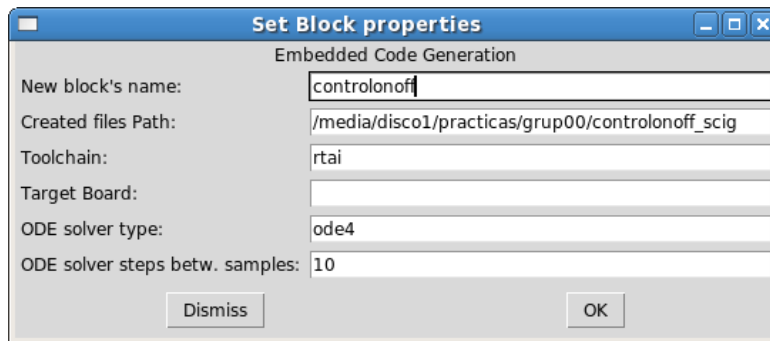 Set Block properties
Embedded Code Generation
New block's name: controlonoff
Created files Path: /media/disco1/practicas/grup00/controlonoff_scig
Toolchain: rtai
Target Board:
ODE solver type: ode4
ODE solver steps betw. samples: 10
Dismiss OK